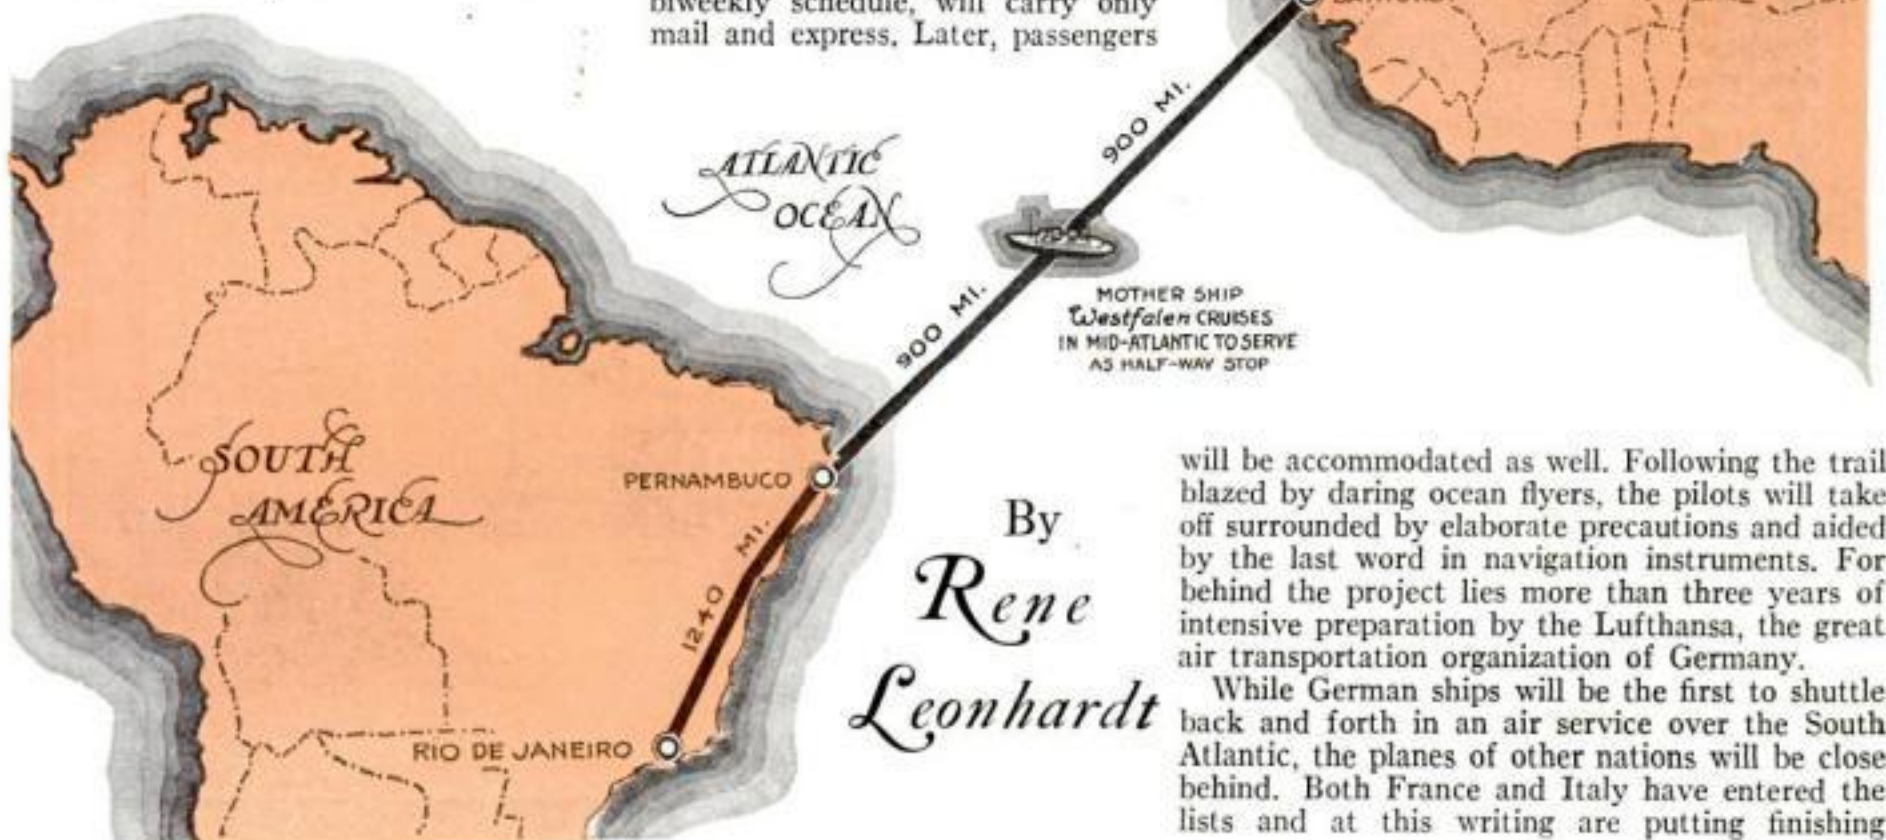 biweekly schedule, will carry only
mail and express. Later, passengers
900 MI.
ATLANTIC
OCEAN
900 MI.
MOTHER SHIP
Westfalen CRUISES
IN MID-ATLANTIC TO SERVE
AS HALF-WAY STOP
SOUTH
AMERICA
PERNAMBUCO
1240 MI.
RIO DE JANEIRO
By
Rene
Leonhardt
will be accommodated as well. Following the trail
blazed by daring ocean flyers, the pilots will take
off surrounded by elaborate precautions and aided
by the last word in navigation instruments. For
behind the project lies more than three years of
intensive preparation by the Lufthansa, the great
air transportation organization of Germany.
While German ships will be the first to shuttle
back and forth in an air service over the South
Atlantic, the planes of other nations will be close
behind. Both France and Italy have entered the
lists and at this writing are putting finishing